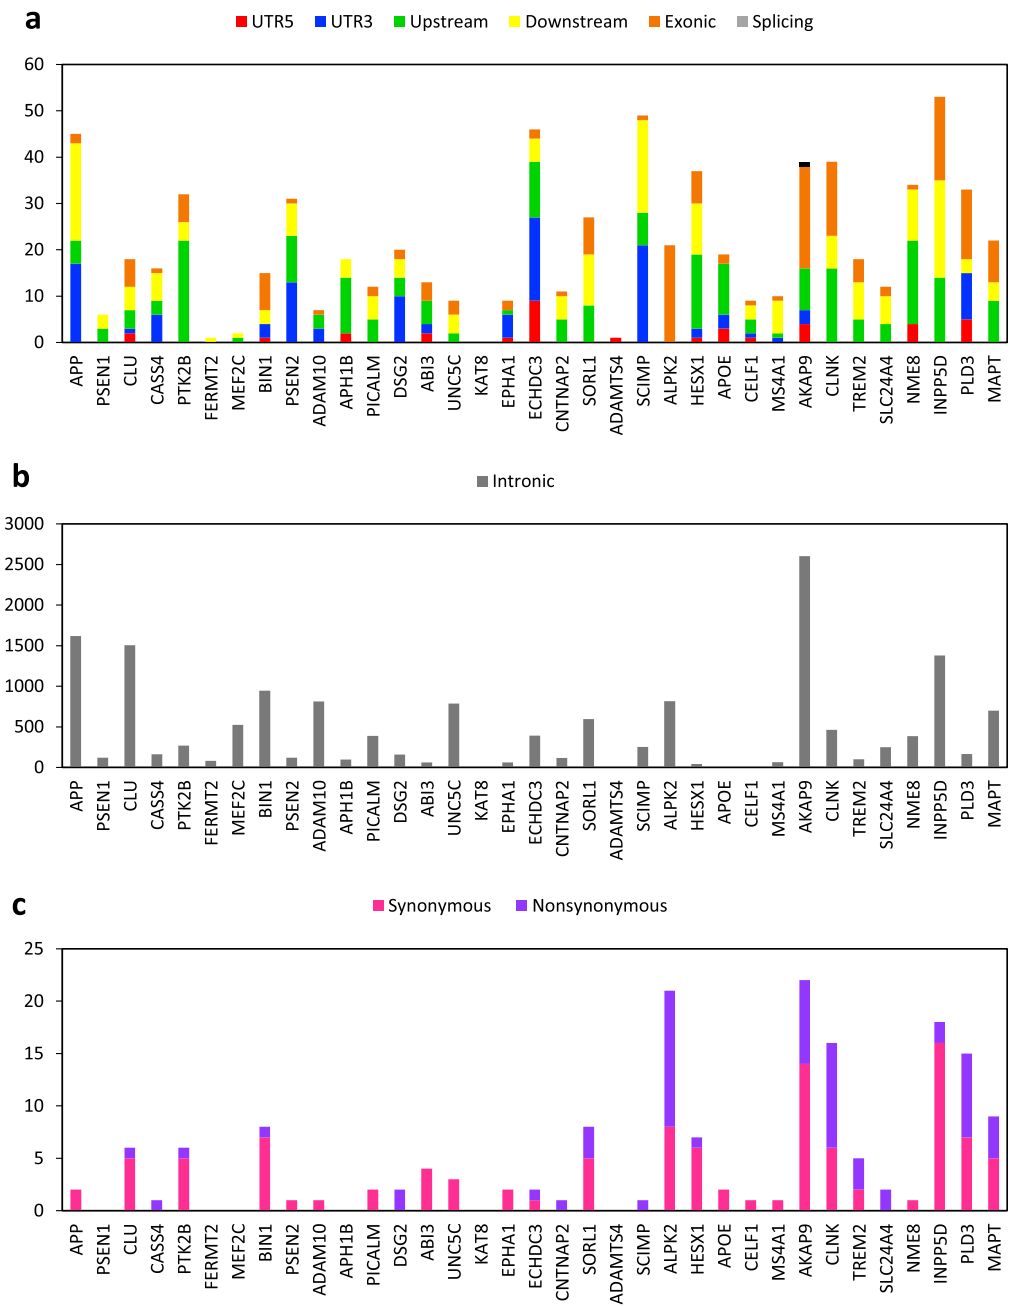 a
UTR5 UTR3 Upstream Downstream Exonic Splicing
60
50
40
30
20
10
0
APP PSEN1 CLU CASS4 PTK2B FERMT2 MEF2C BIN1 PSEN2 ADAM10 APH1B PICALM DSG2 ABI3 UNC5C KAT8 EPHA1 ECHDC3 CNTNAP2 SORL1 ADAMTS4 SCIMP ALPK2 HESX1 APOE CELF1 MS4A1 AKAP9 CLNK TREM2 SLC24A4 NME8 INPP5D PLD3 MAPT
b
Intronic
3000
2500
2000
1500
1000
500
0
APP PSEN1 CLU CASS4 PTK2B FERMT2 MEF2C BIN1 PSEN2 ADAM10 APH1B PICALM DSG2 ABI3 UNC5C KAT8 EPHA1 ECHDC3 CNTNAP2 SORL1 ADAMTS4 SCIMP ALPK2 HESX1 APOE CELF1 MS4A1 AKAP9 CLNK TREM2 SLC24A4 NME8 INPP5D PLD3 MAPT
c
Synonymous Nonsynonymous
25
20
15
10
5
0
APP PSEN1 CLU CASS4 PTK2B FERMT2 MEF2C BIN1 PSEN2 ADAM10 APH1B PICALM DSG2 ABI3 UNC5C KAT8 EPHA1 ECHDC3 CNTNAP2 SORL1 ADAMTS4 SCIMP ALPK2 HESX1 APOE CELF1 MS4A1 AKAP9 CLNK TREM2 SLC24A4 NME8 INPP5D PLD3 MAPT